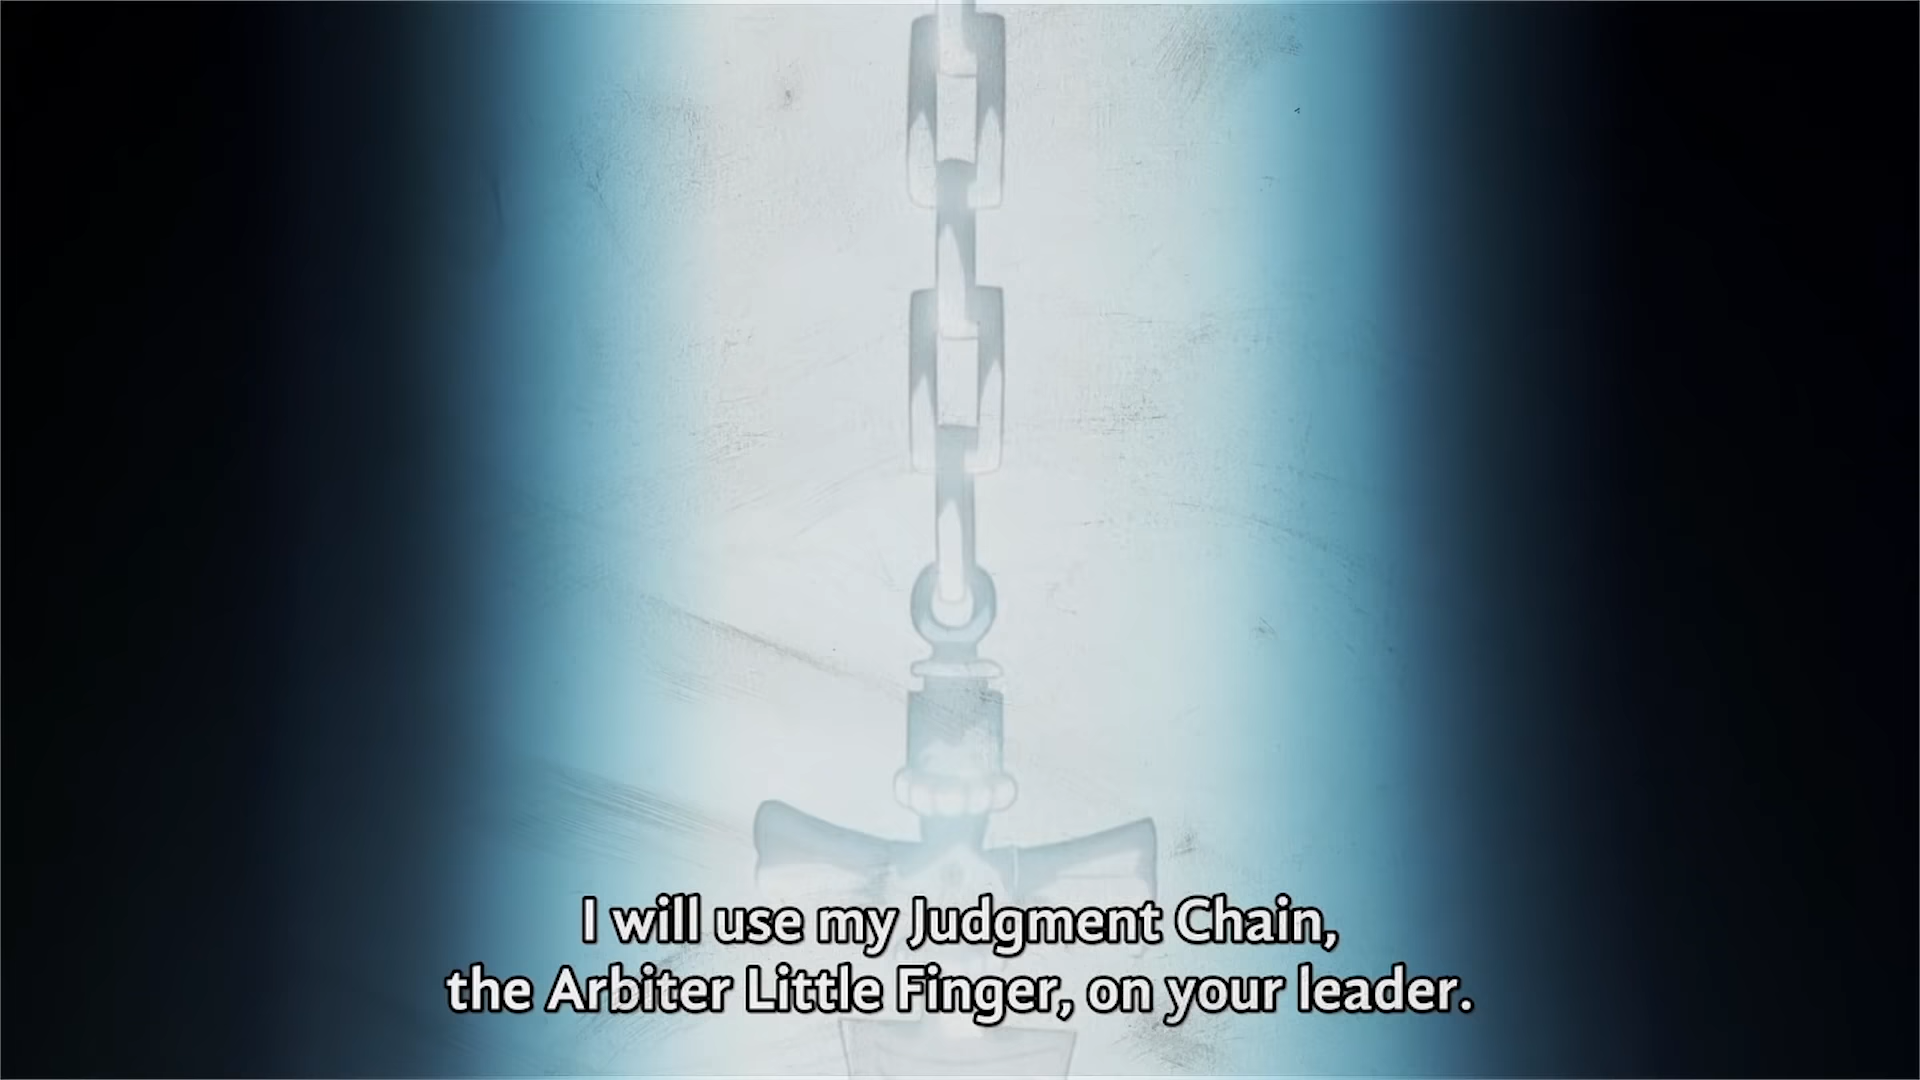 I will use my Judgment Chain,
the Arbiter Little Finger, on your leader.